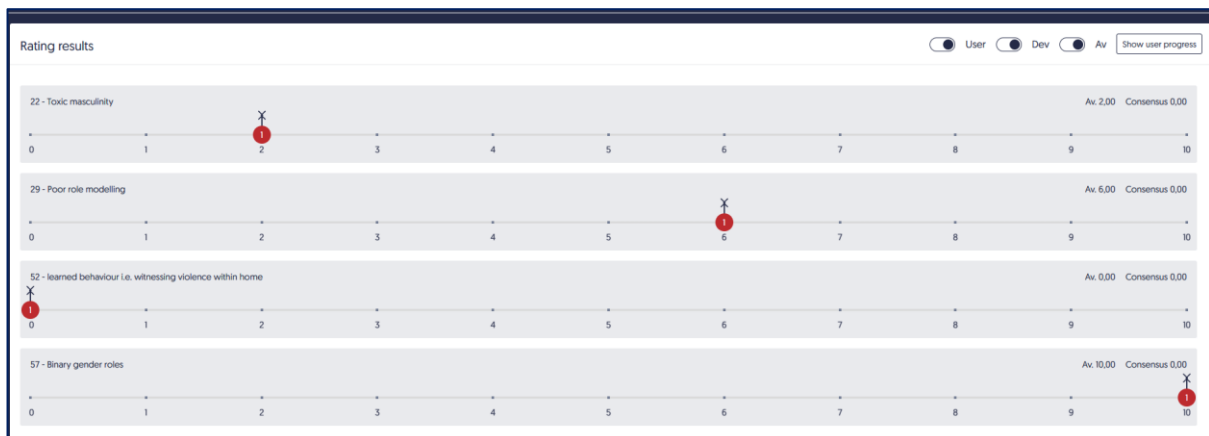 Rating results User Dev Av Show user progress
22 - Toxic masculinity Av. 2,00 Consensus 0,00
1
0 1 2 3 4 5 6 7 8 9 10
29 - Poor role modelling Av. 6,00 Consensus 0,00
1
0 1 2 3 4 5 6 7 8 9 10
52 - learned behaviour i.e. witnessing violence within home Av. 0,00 Consensus 0,00
1
0 1 2 3 4 5 6 7 8 9 10
57 - Binary gender roles Av. 10,00 Consensus 0,00
1
0 1 2 3 4 5 6 7 8 9 10